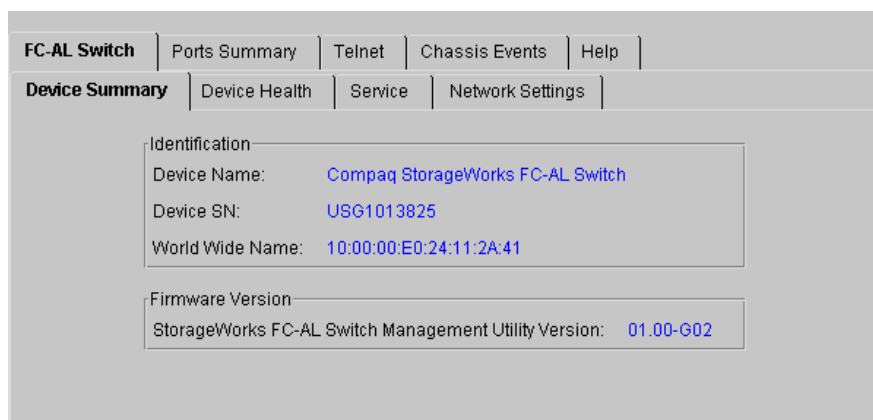 FC-AL Switch Ports Summary Telnet Chassis Events Help
Device Summary Device Health Service Network Settings
Identification
Device Name: Compaq StorageWorks FC-AL Switch
Device SN: USG1013825
World Wide Name: 10:00:00:E0:24:11:2A:41
Firmware Version
StorageWorks FC-AL Switch Management Utility Version: 01.00-G02